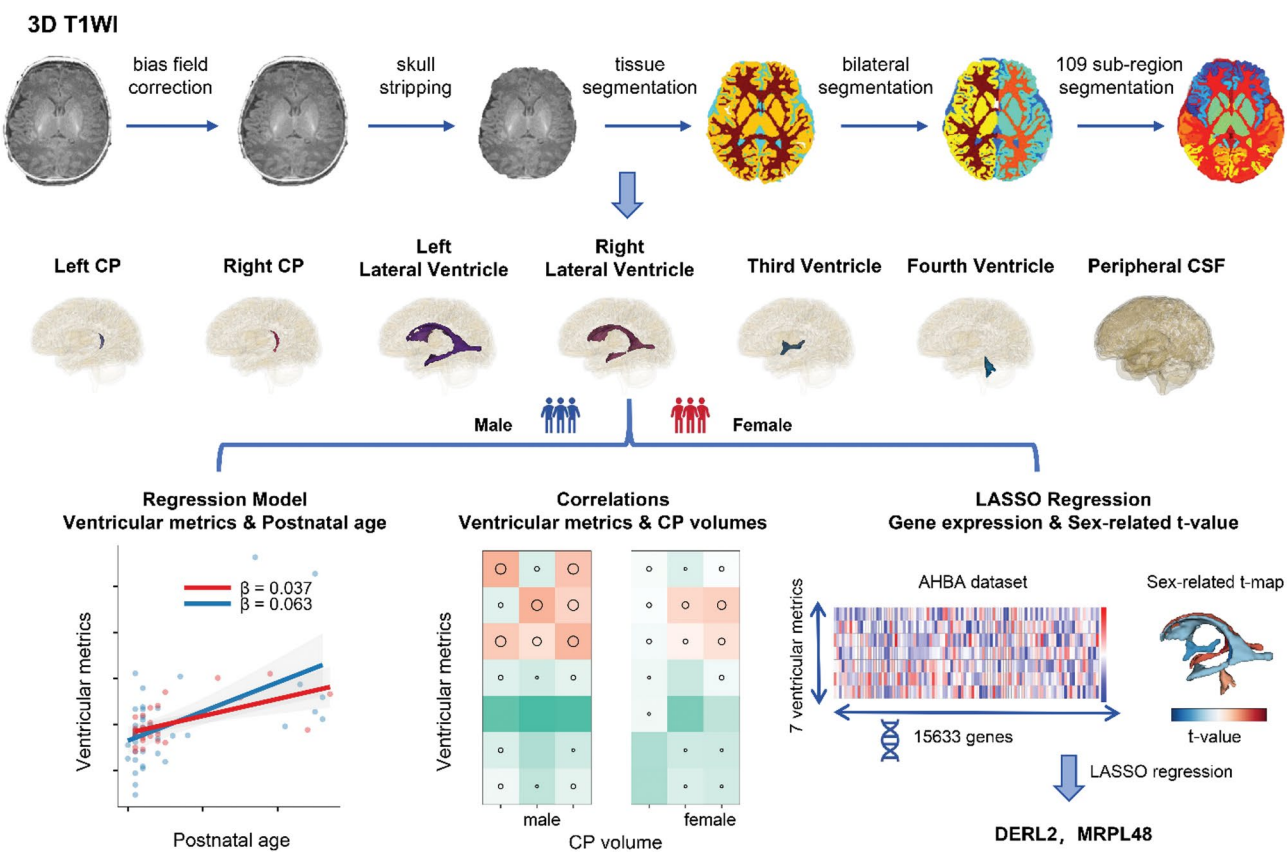 3D T1WI
bias field
correction
skull
stripping
tissue
segmentation
bilateral
segmentation
109 sub-region
segmentation
Left CP
Right CP
Left
Lateral Ventricle
Right
Lateral Ventricle
Third Ventricle
Fourth Ventricle
Peripheral CSF
Male
Female
Regression Model
Ventricular metrics & Postnatal age
Ventricular metrics
β = 0.037
β = 0.063
Postnatal age
Correlations
Ventricular metrics & CP volumes
Ventricular metrics
male
female
CP volume
LASSO Regression
Gene expression & Sex-related t-value
AHBA dataset
7 ventricular metrics
15633 genes
Sex-related t-map
t-value
LASSO regression
DERL2, MRPL48